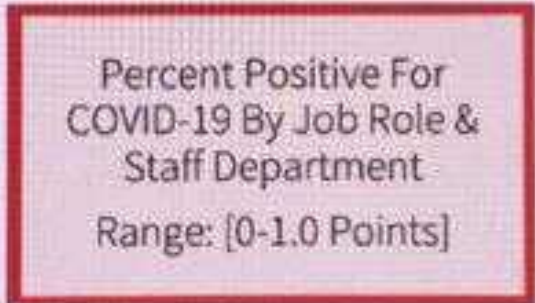 Percent Positive For
COVID-19 By Job Role &
Staff Department
Range: [0-1.0 Points]